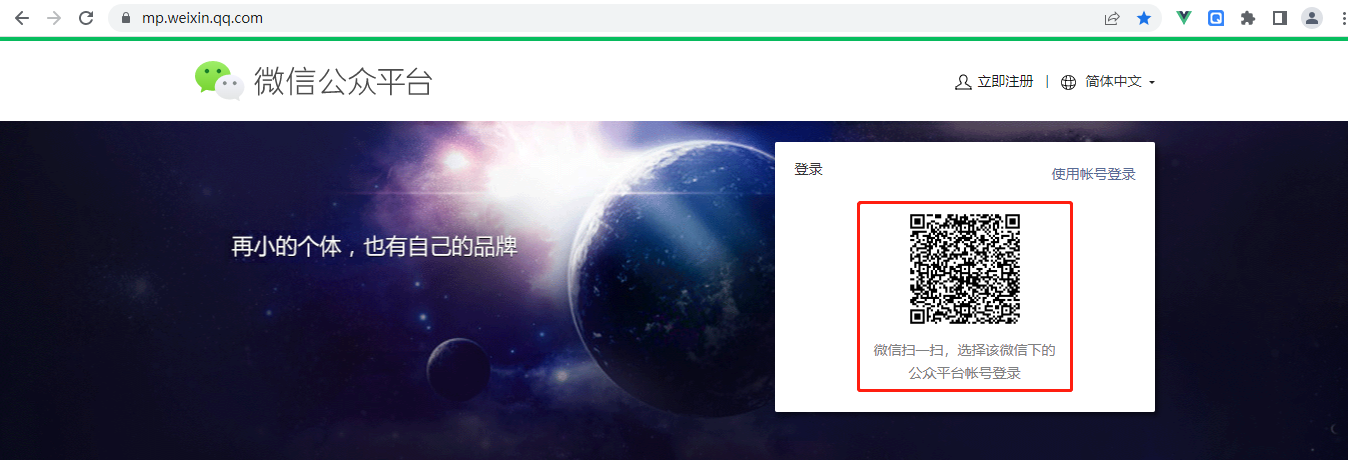 mp.weixin.qq.com
微信公众平台
立即注册 | 简体中文
登录
使用帐号登录
再小的个体，也有自己的品牌
微信扫一扫，选择该微信下的
公众平台帐号登录